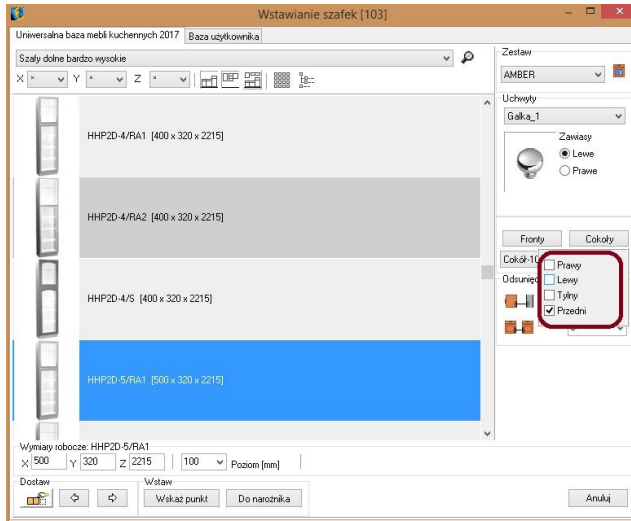 Wstawianie szafek [103]
Uniwersalna baza mebli kuchennych 2017 Baza użytkownika
Szafy dolne bardzo wysokie
X * Y * Z *
HHP2D-4/RA1 [400 x 320 x 2215]
HHP2D-4/RA2 [400 x 320 x 2215]
HHP2D-4/S [400 x 320 x 2215]
HHP2D-5/RA1 [500 x 320 x 2215]
Zestaw
AMBER
Uchwyty
Gałka_1
Zawiasy
Lewe
Prawe
Fronty Cokoły
Prawy
Lewy
Tylny
Przedni
Wymiary robocze: HHP2D-5/RA1
X 500 Y 320 Z 2215 100 Poziom [mm]
Dostaw Wstaw
Wskaż punkt Do narożnika Anuluj